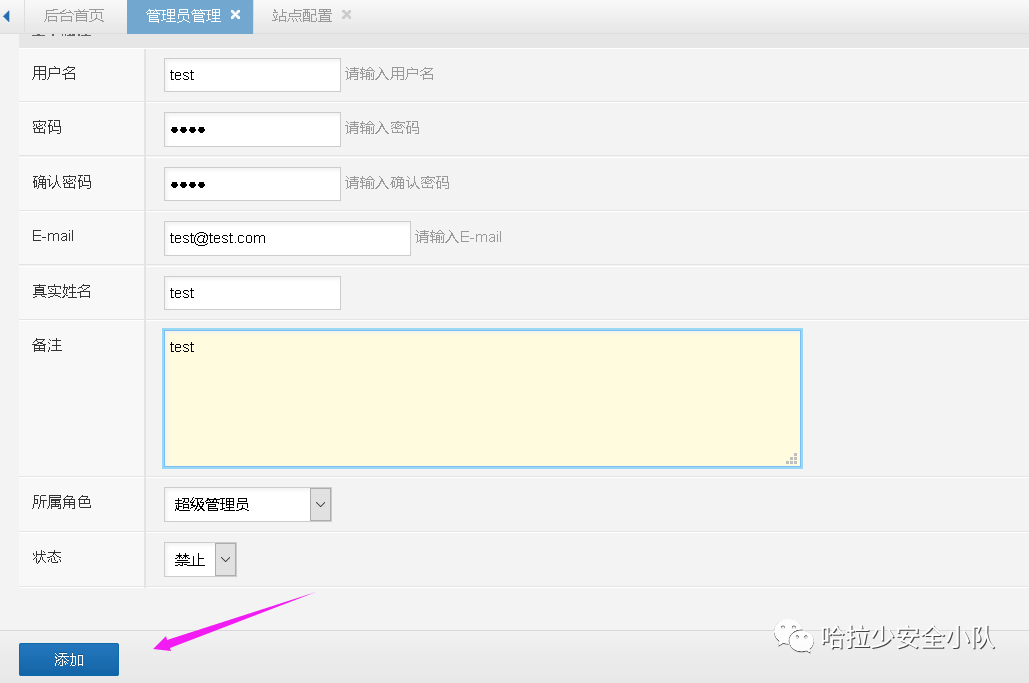 后台首页 管理员管理 × 站点配置 ×
用户名 test 请输入用户名
密码 •••• 请输入密码
确认密码 •••• 请输入确认密码
E-mail test@test.com 请输入E-mail
真实姓名 test
备注 test
所属角色 超级管理员
状态 禁止
添加
哈拉少安全小队